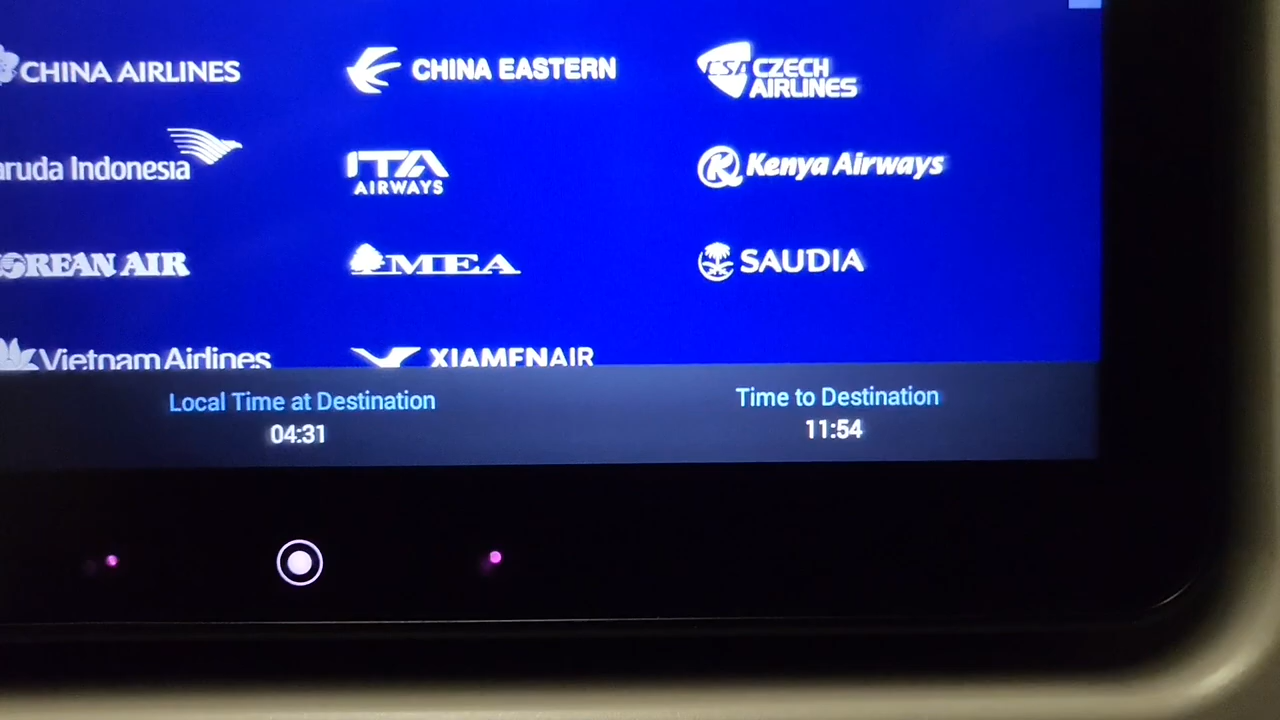 CHINA AIRLINES
CHINA EASTERN
CSA CZECH AIRLINES
aruda Indonesia
ITA AIRWAYS
Kenya Airways
OREAN AIR
MEA
SAUDIA
Vietnam Airlines
XIAMENAIR
Local Time at Destination
04:31
Time to Destination
11:54